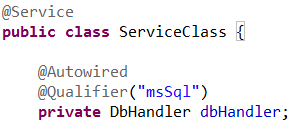 @Service
public class ServiceClass {
@Autowired
@Qualifier("msSql")
private DbHandler dbHandler;